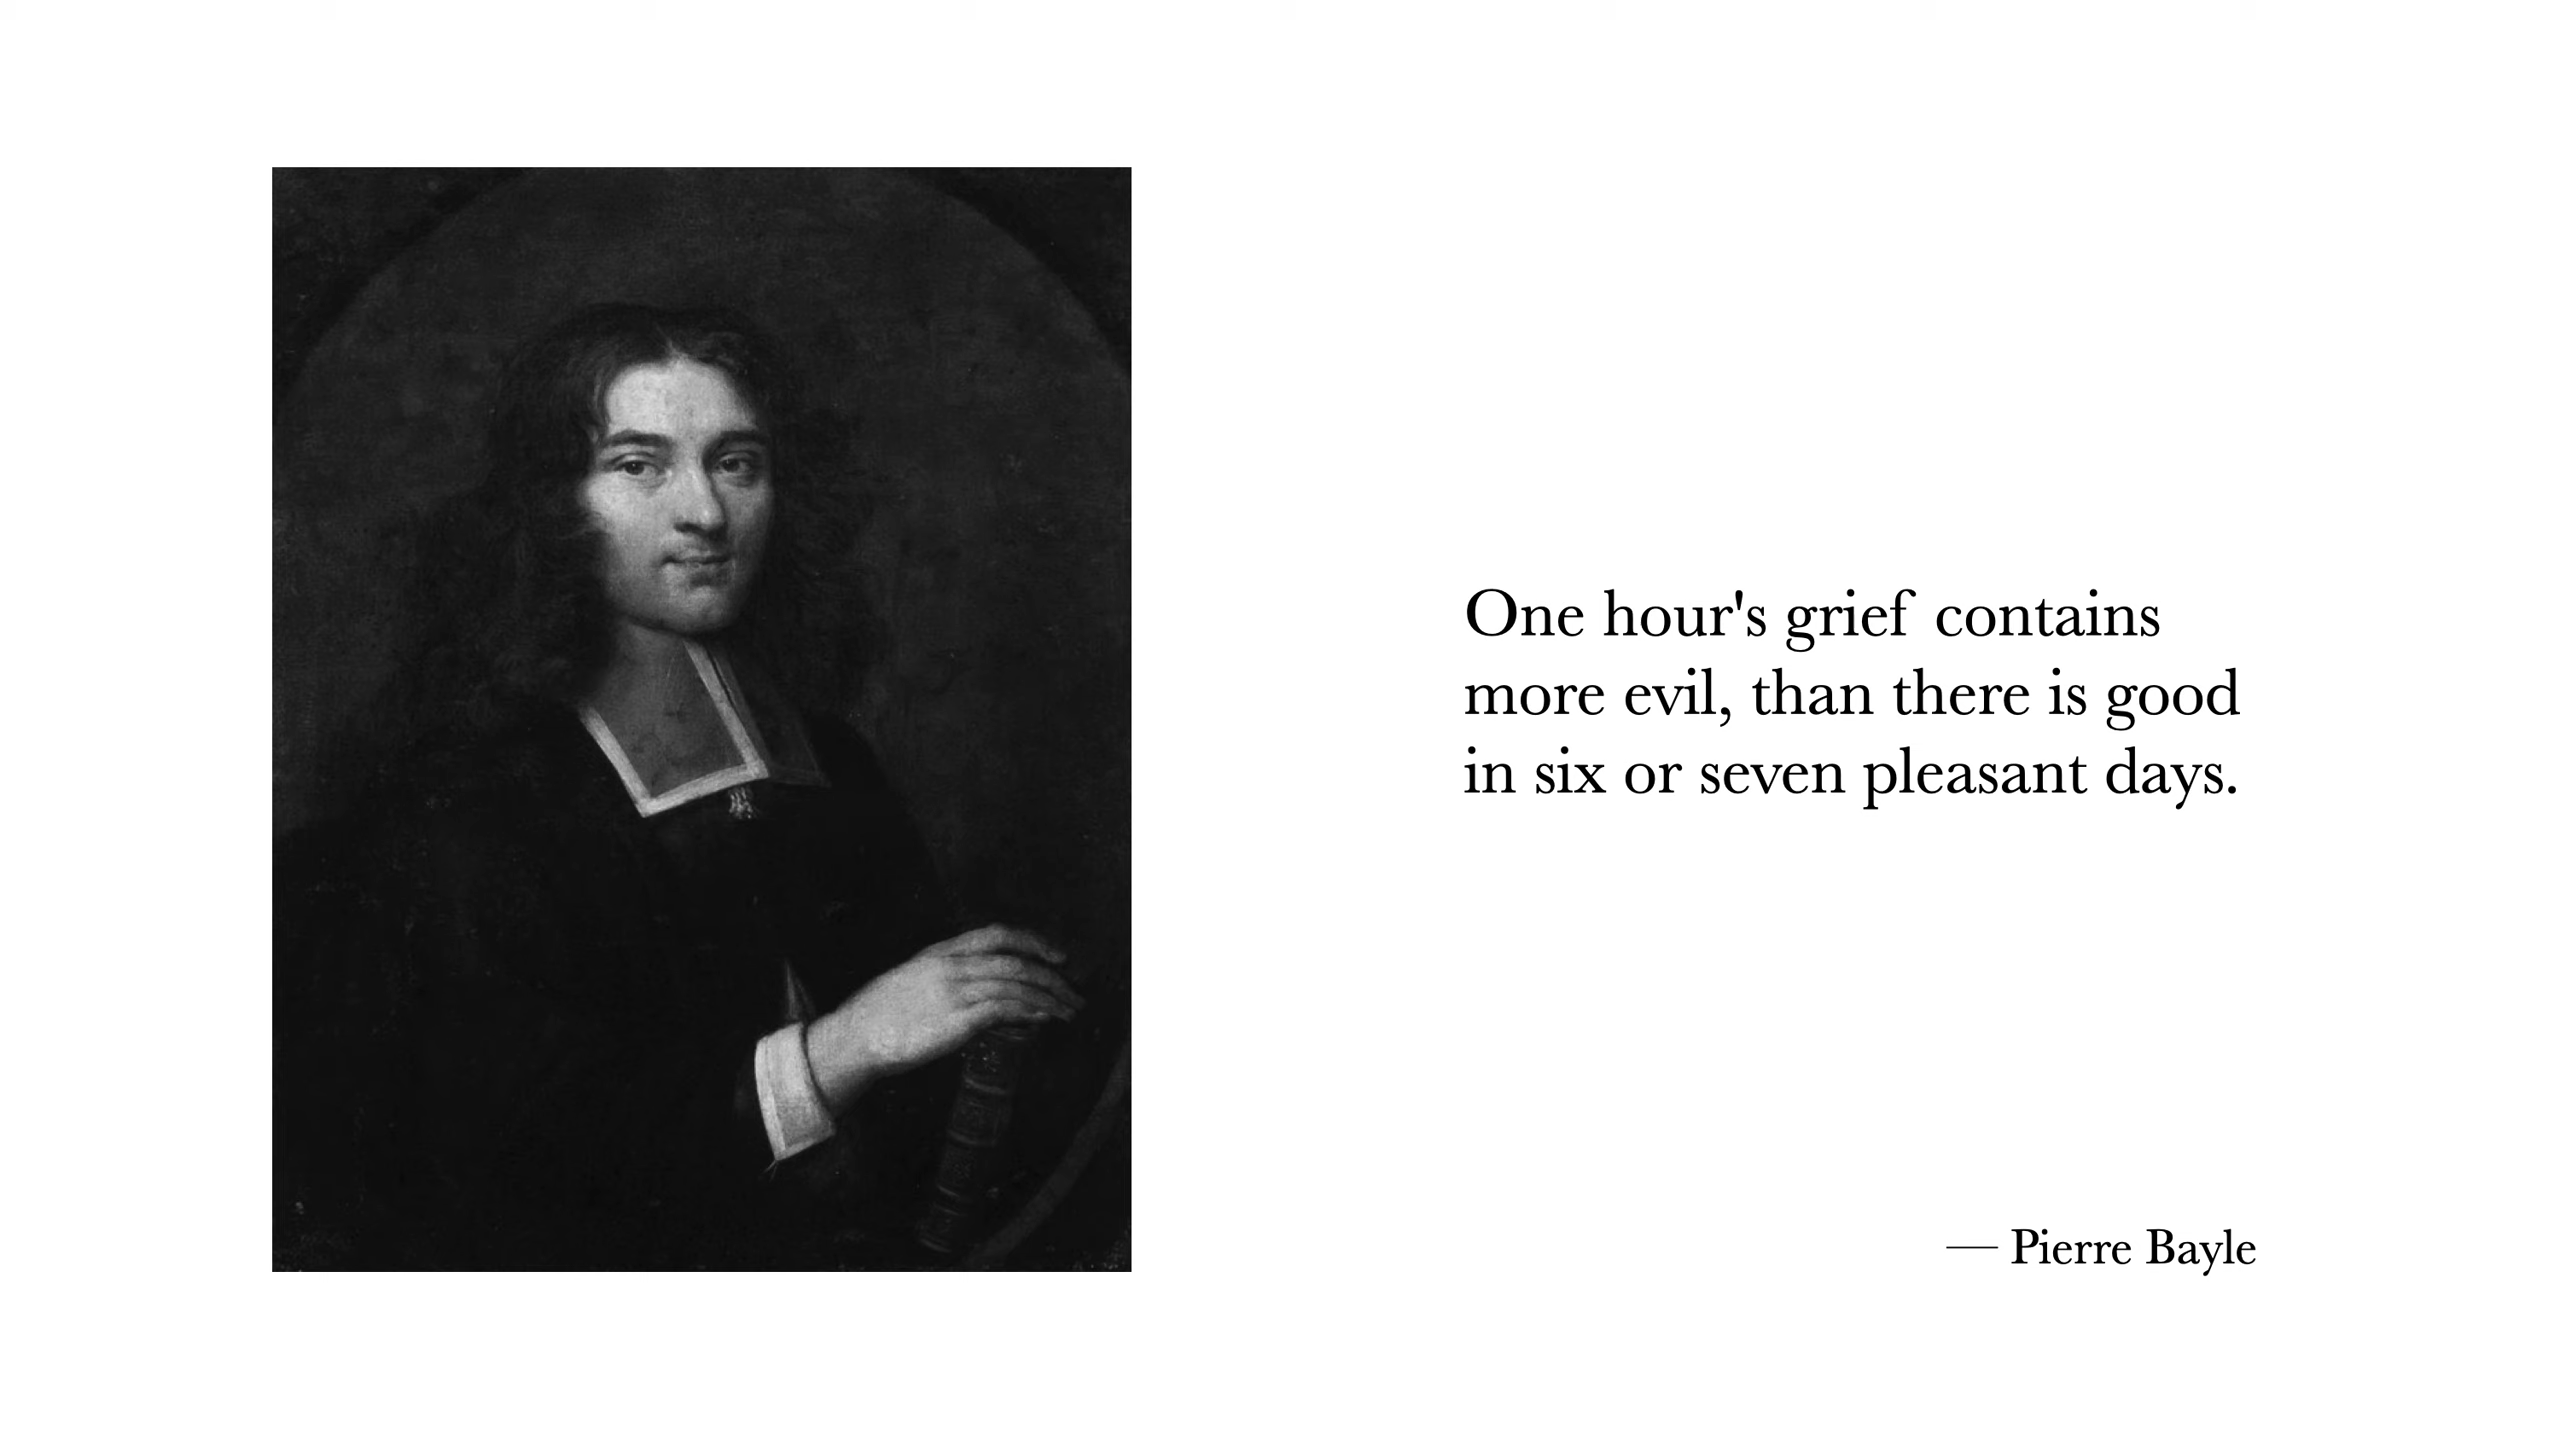 One hour's grief contains
more evil, than there is good
in six or seven pleasant days.
— Pierre Bayle